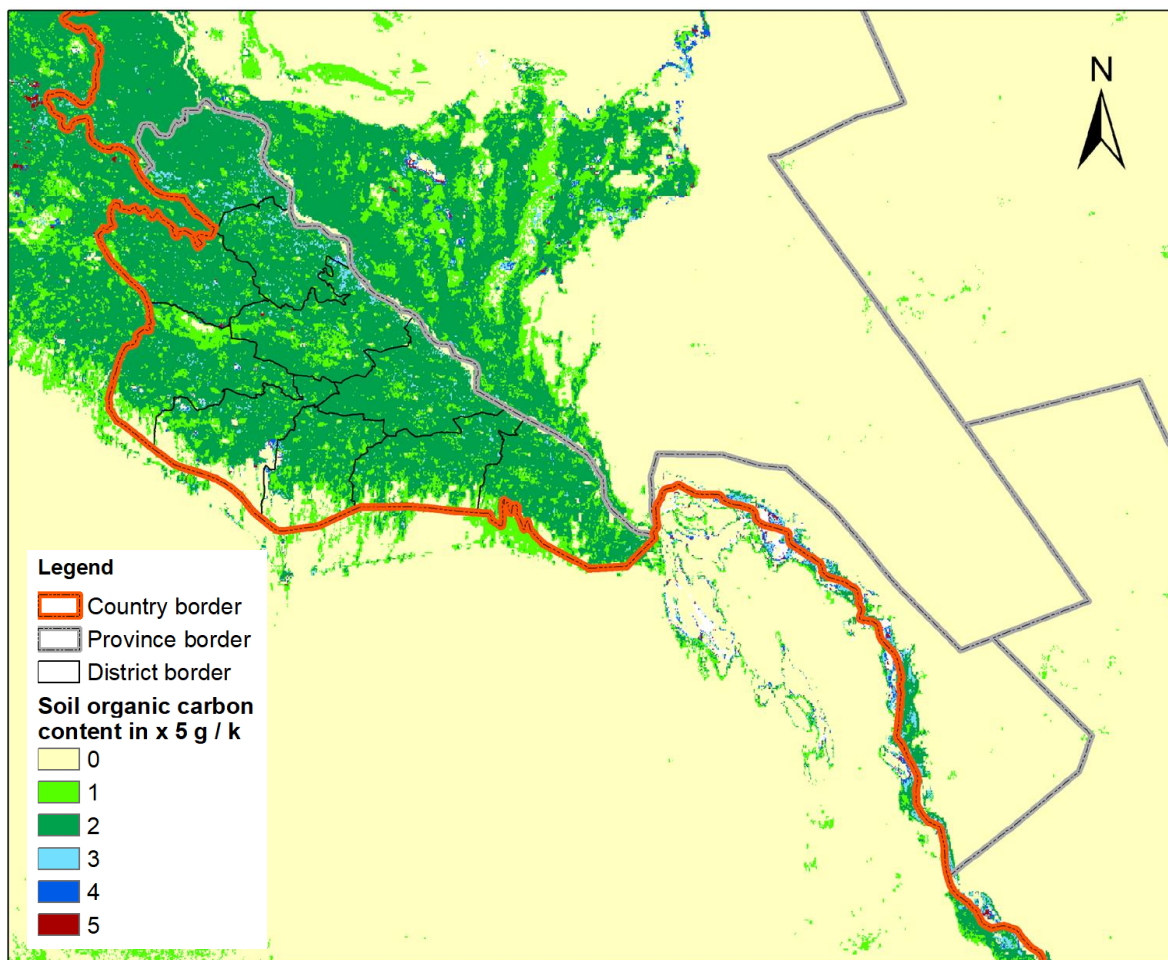 N
Legend
Country border
Province border
District border
Soil organic carbon
content in x 5 g / k
0
1
2
3
4
5